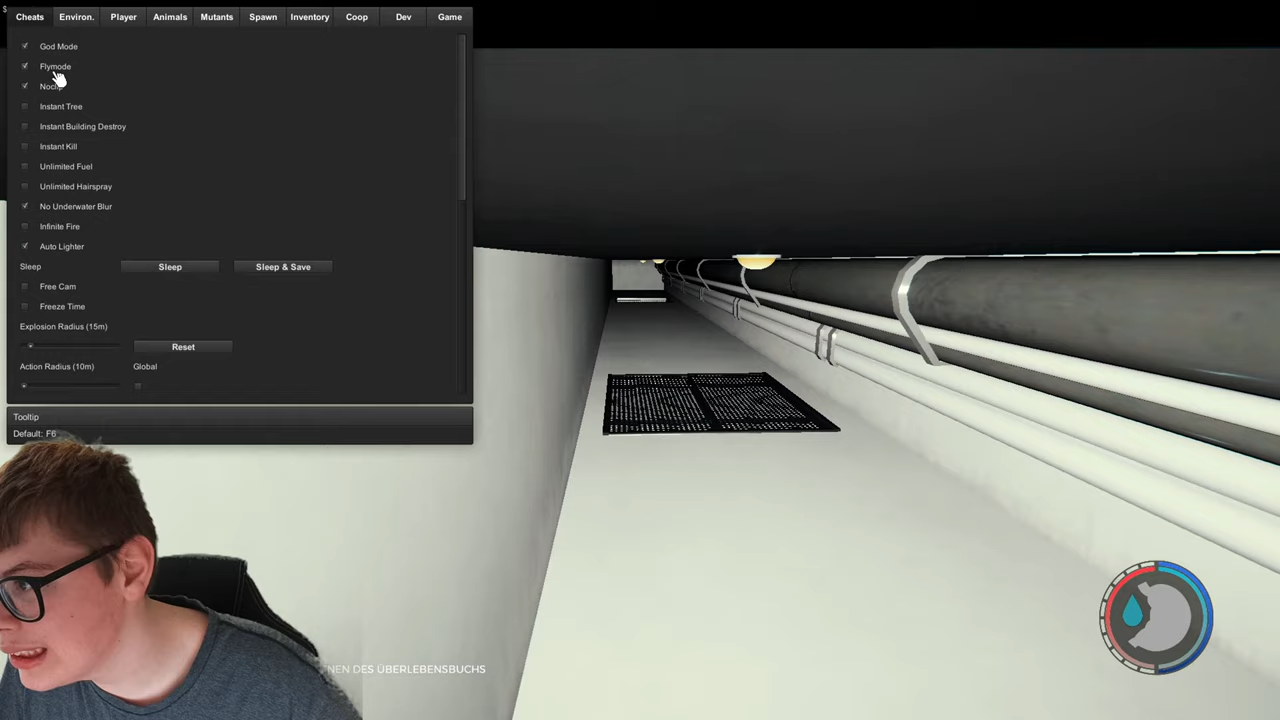 Cheats Environ. Player Animals Mutants Spawn Inventory Coop Dev Game
God Mode
Flymode
Instant Tree
Instant Building Destroy
Instant Kill
Unlimited Fuel
Unlimited Hairspray
No Underwater Blur
Infinite Fire
Auto Lighter
Sleep Sleep Sleep & Save
Free Cam
Freeze Time
Explosion Radius (15m)
Reset
Action Radius (10m) Global
Tooltip
Default: F6
DES ÜBERLEBENSBUCHS